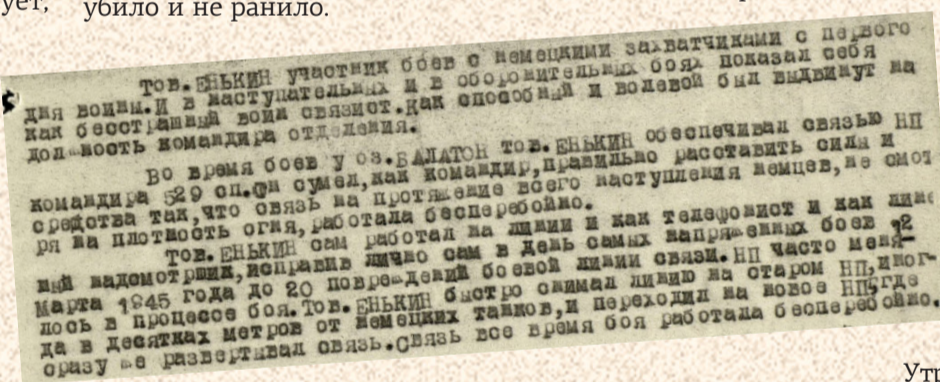 ует,
убило и не ранило.
Тов. ЕНЬКИН участник боев с немецкими захватчиками с первого
дня войны. И в наступательных и в оборонительных боях показал себя
как бесстрашный воин связист. Как способный и волевой был выдвинут на
должность командира отделения.
Во время боев у оз. БАЛАТОН тов. ЕНЬКИН обеспечивал связью НП
командира 529 сп. Он сумел, как командир, правильно расставить силы и
средства так, что связь на протяжение всего наступления немцев, не смот
ря на плотность огня, работала бесперебойно.
Тов. ЕНЬКИН сам работал на линии и как телефонист и как лине
ный надсмотрщик, исправив лично сам в день самых напряженных боев 12
марта 1945 года до 20 повреждений боевой линии связи. НП часто меня-
лось в процессе боя. Тов. ЕНЬКИН быстро снимал линию на старом НП, иног-
да в десятках метров от немецких танков, и переходил на новое НП, где
сразу же развертывал связь. Связь все время боя работала бесперебойно.
Утр